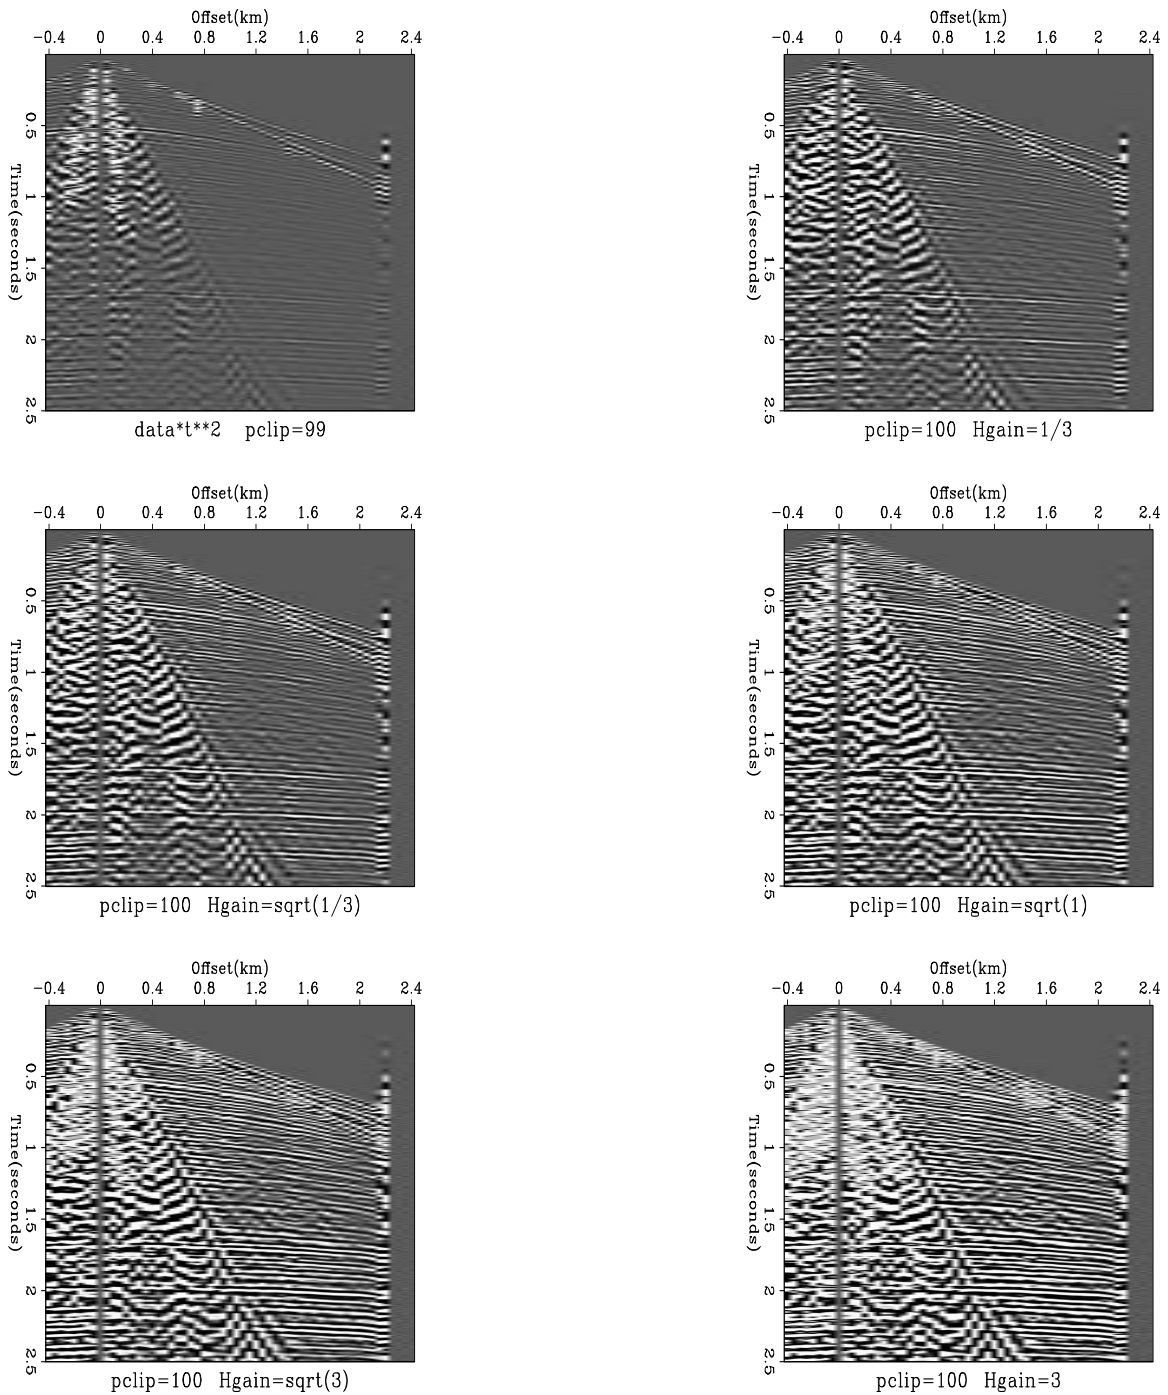 Offset(km)
-0.4 0 0.4 0.8 1.2 1.6 2 2.4
Time(seconds)
0.5 1 1.5 2 2.5
data*t**2 pclip=99
Offset(km)
-0.4 0 0.4 0.8 1.2 1.6 2 2.4
Time(seconds)
0.5 1 1.5 2 2.5
pclip=100 Hgain=1/3
Offset(km)
-0.4 0 0.4 0.8 1.2 1.6 2 2.4
Time(seconds)
0.5 1 1.5 2 2.5
pclip=100 Hgain=sqrt(1/3)
Offset(km)
-0.4 0 0.4 0.8 1.2 1.6 2 2.4
Time(seconds)
0.5 1 1.5 2 2.5
pclip=100 Hgain=sqrt(1)
Offset(km)
-0.4 0 0.4 0.8 1.2 1.6 2 2.4
Time(seconds)
0.5 1 1.5 2 2.5
pclip=100 Hgain=sqrt(3)
Offset(km)
-0.4 0 0.4 0.8 1.2 1.6 2 2.4
Time(seconds)
0.5 1 1.5 2 2.5
pclip=100 Hgain=3